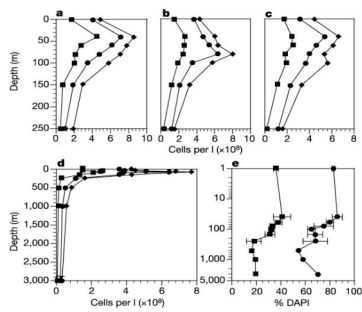 a
b
c
Depth (m)
0
50
100
150
200
250
0 2 4 6 8 10
0 2 4 6 8 10
0 2 4 6 8
Cells per l (×10⁸)
d
e
Depth (m)
0
500
1,000
1,500
2,000
2,500
3,000
0 2 4 6 8
Cells per l (×10⁸)
1
10
100
1,000
5,000
0 20 40 60 80 100
% DAPI